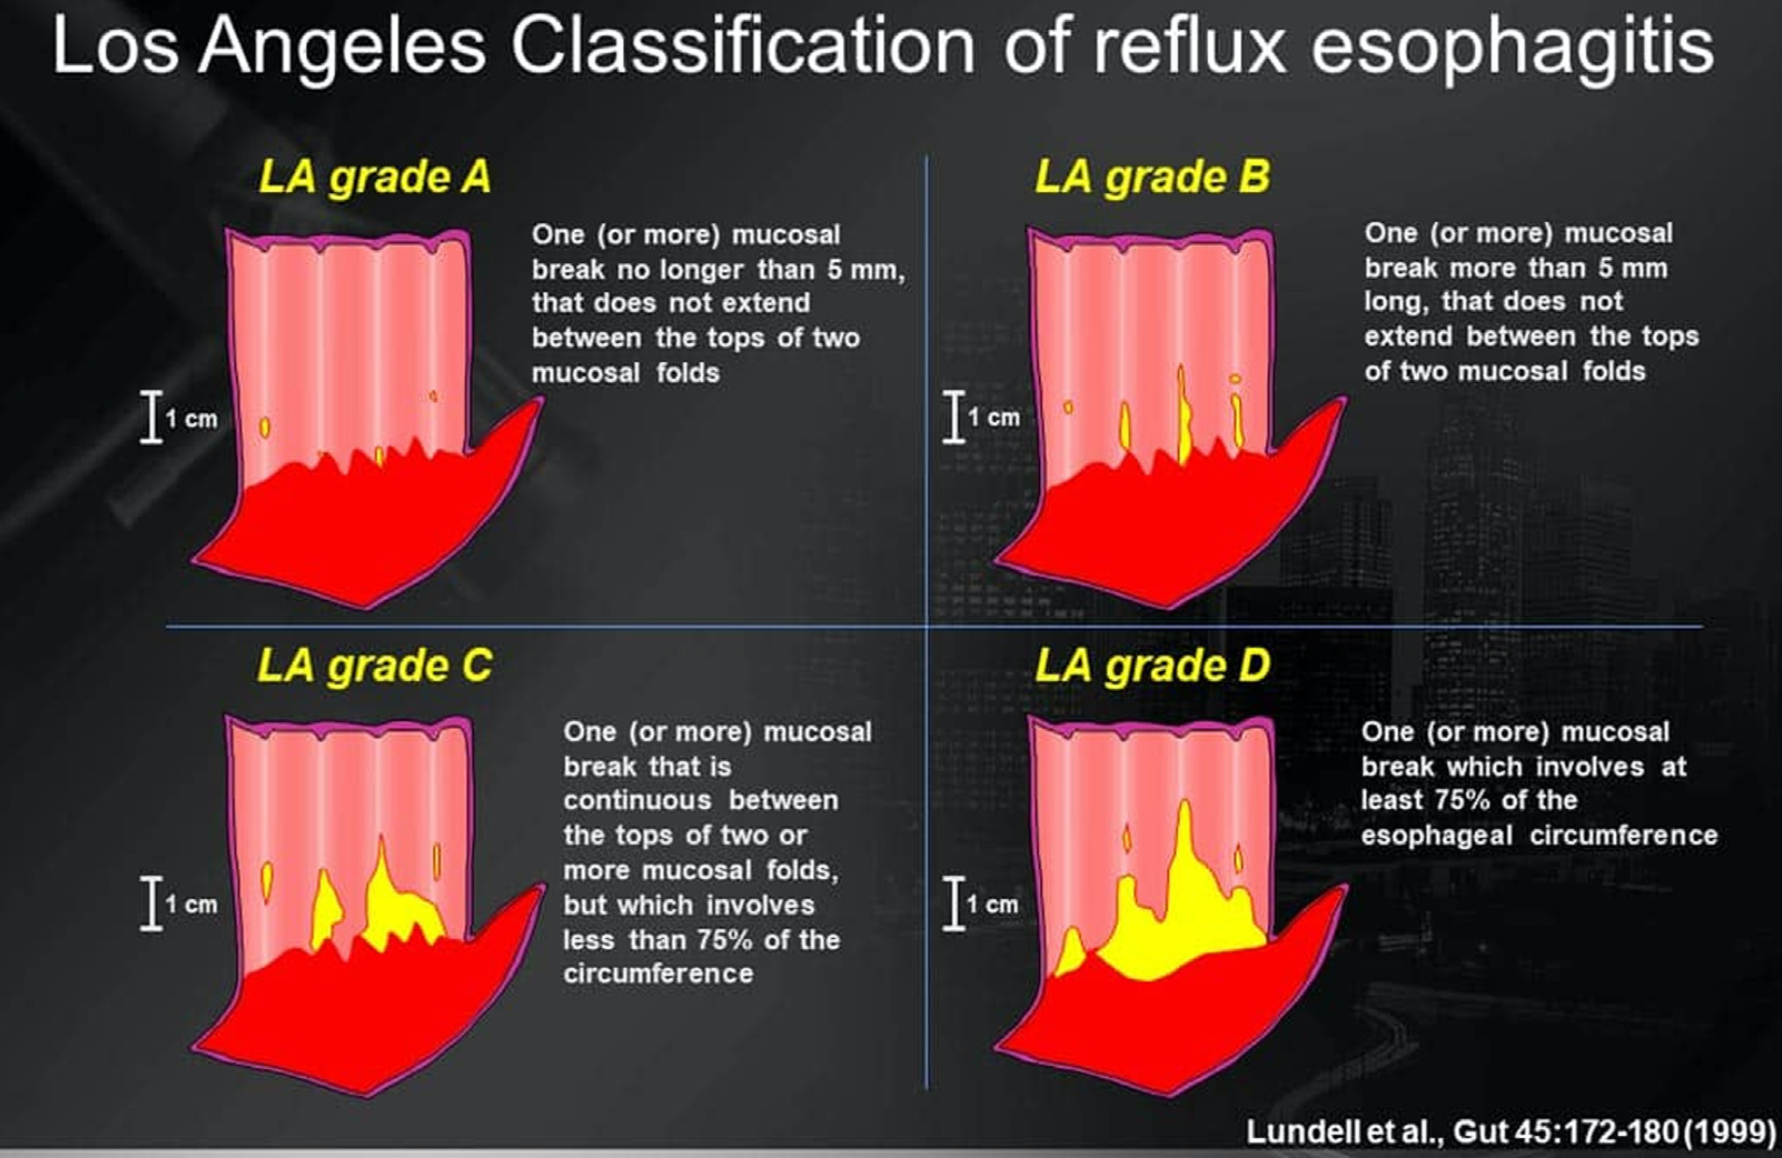 Los Angeles Classification of reflux esophagitis
LA grade A
One (or more) mucosal
break no longer than 5 mm,
that does not extend
between the tops of two
mucosal folds
1 cm
LA grade B
One (or more) mucosal
break more than 5 mm
long, that does not
extend between the tops
of two mucosal folds
1 cm
LA grade C
One (or more) mucosal
break that is
continuous between
the tops of two or
more mucosal folds,
but which involves
less than 75% of the
circumference
1 cm
LA grade D
One (or more) mucosal
break which involves at
least 75% of the
esophageal circumference
1 cm
Lundell et al., Gut 45:172-180 (1999)